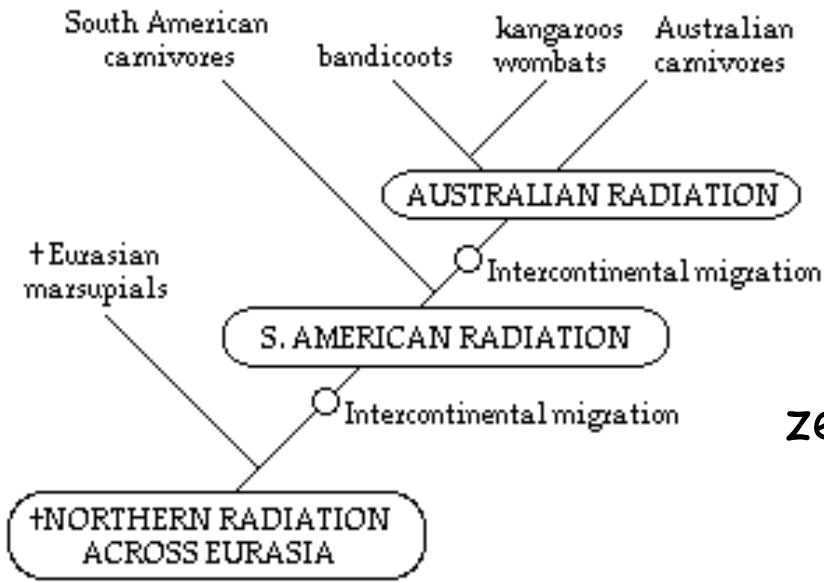 South American
carnivores
bandicoots
kangaroos
wombats
Australian
carnivores
AUSTRALIAN RADIATION
Intercontinental migration
†Eurasian
marsupials
S. AMERICAN RADIATION
Intercontinental migration
ze
†NORTHERN RADIATION
ACROSS EURASIA